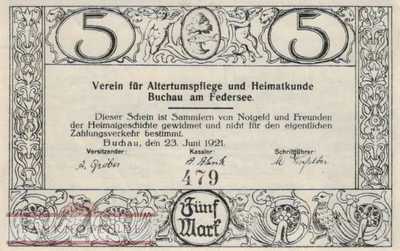 5 5
Verein für Altertumspflege und Heimatkunde
Buchau am Federsee.
Dieser Schein ist Sammlern von Notgeld und Freunden
der Heimatgeschichte gewidmet und nicht für den eigentlichen
Zahlungsverkehr bestimmt.
Buchau, den 23. Juni 1921.
Vorsitzender: Kassier: Schriftführer:
479
Fünf
Mark